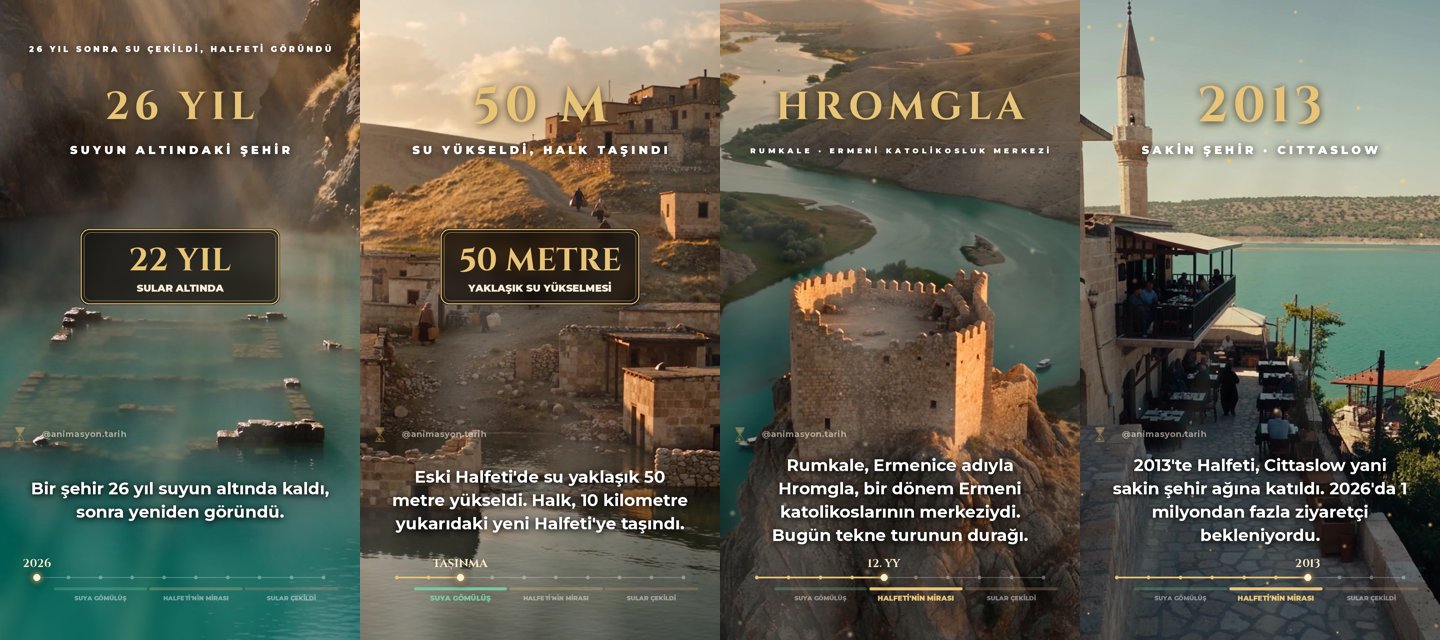 26 YIL SONRA SU ÇEKİLDİ, HALFETİ GÖRÜNDÜ
26 YIL
SUYUN ALTINDAKİ ŞEHİR
22 YIL
SULAR ALTINDA
@animasyon.tarih
Bir şehir 26 yıl suyun altında kaldı,
sonra yeniden göründü.
2026
SUYA GÖMÜLÜŞ
HALFETİ'NİN MİRASI
SULAR ÇEKİLDİ
50 M
SU YÜKSELDİ, HALK TAŞINDI
50 METRE
YAKLAŞIK SU YÜKSELMESİ
@animasyon.tarih
Eski Halfeti'de su yaklaşık 50
metre yükseldi. Halk, 10 kilometre
yukarıdaki yeni Halfeti'ye taşındı.
TAŞINMA
SUYA GÖMÜLÜŞ
HALFETİ'NİN MİRASI
SULAR ÇEKİLDİ
HROMGLA
RUMKALE · ERMENİ KATOLİKOSLUK MERKEZİ
@animasyon.tarih
Rumkale, Ermenice adıyla
Hromgla, bir dönem Ermeni
katolikoslarının merkeziydi.
Bugün tekne turunun durağı.
12. YY
SUYA GÖMÜLÜŞ
HALFETİ'NİN MİRASI
SULAR ÇEKİLDİ
2013
SAKİN ŞEHİR · CITTASLOW
@animasyon.tarih
2013'te Halfeti, Cittaslow yani
sakin şehir ağına katıldı. 2026'da 1
milyondan fazla ziyaretçi
bekleniyordu.
2013
SUYA GÖMÜLÜŞ
HALFETİ'NİN MİRASI
SULAR ÇEKİLDİ